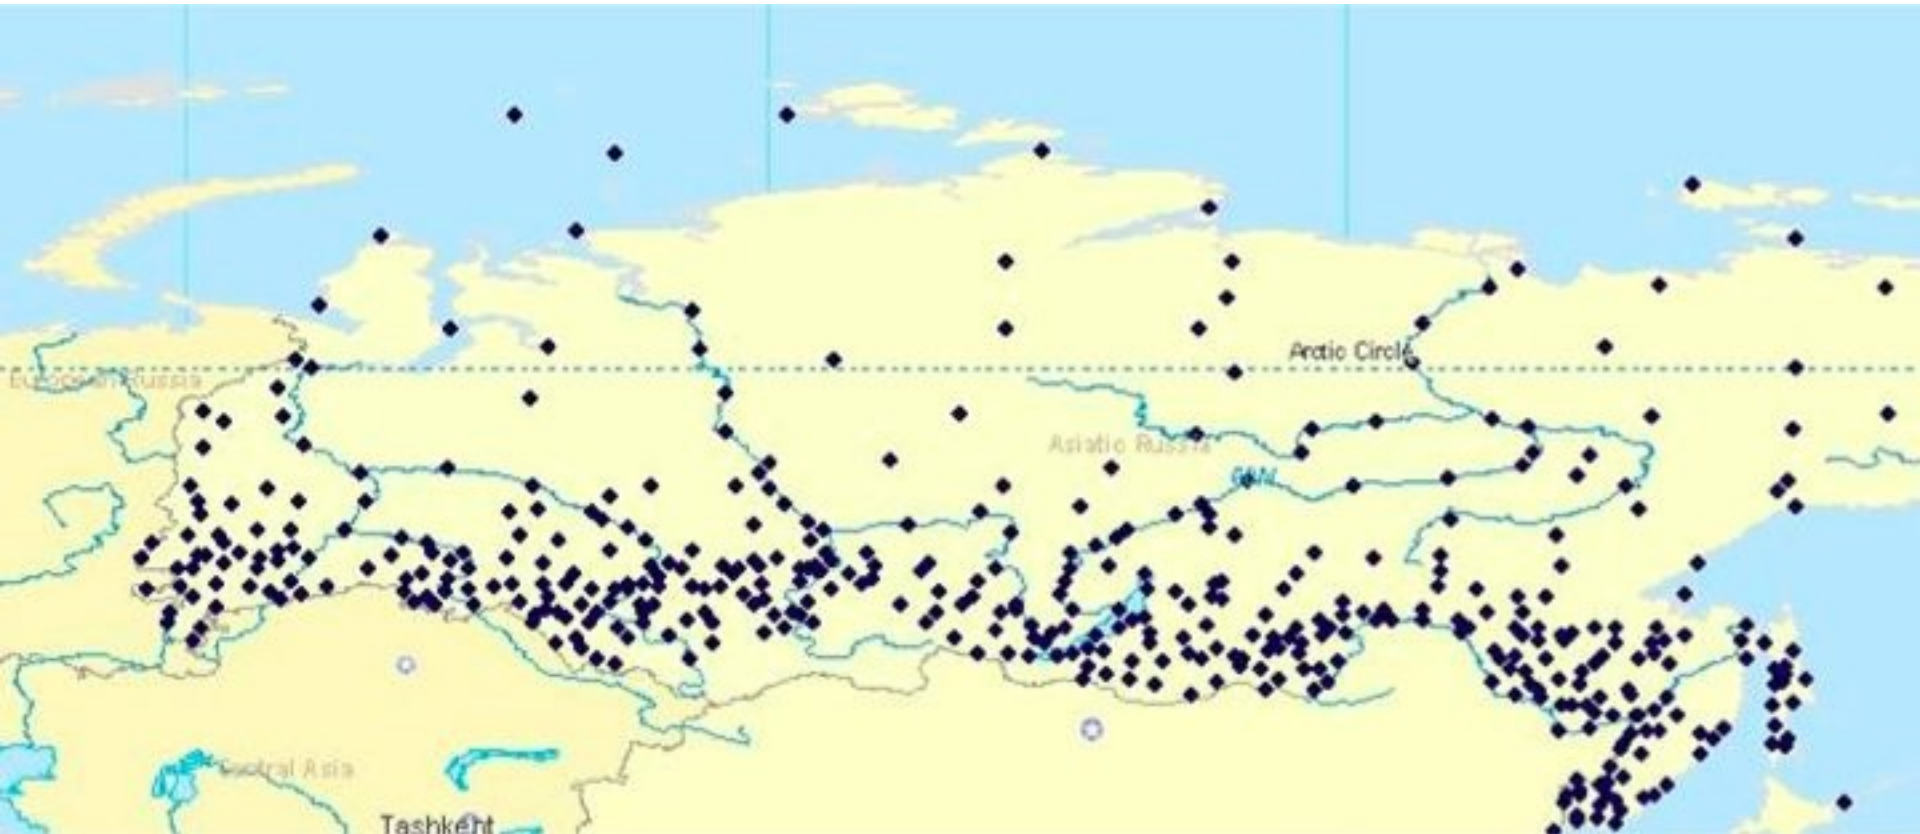 Arctic Circle
European Russia
Asiatic Russia
Central Asia
Tashkent